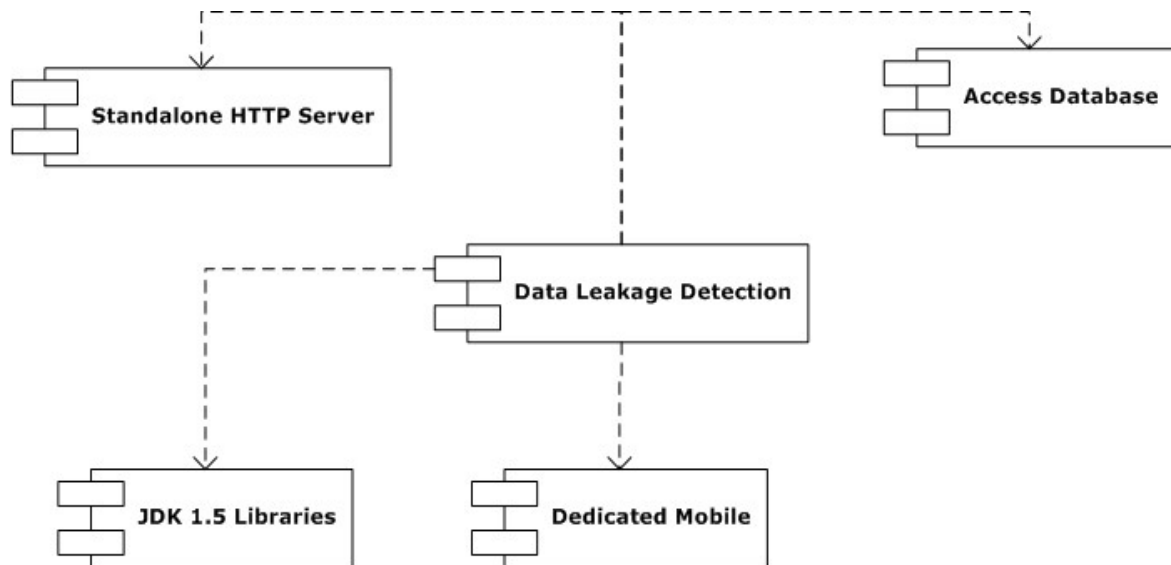 Standalone HTTP Server
Access Database
Data Leakage Detection
JDK 1.5 Libraries
Dedicated Mobile